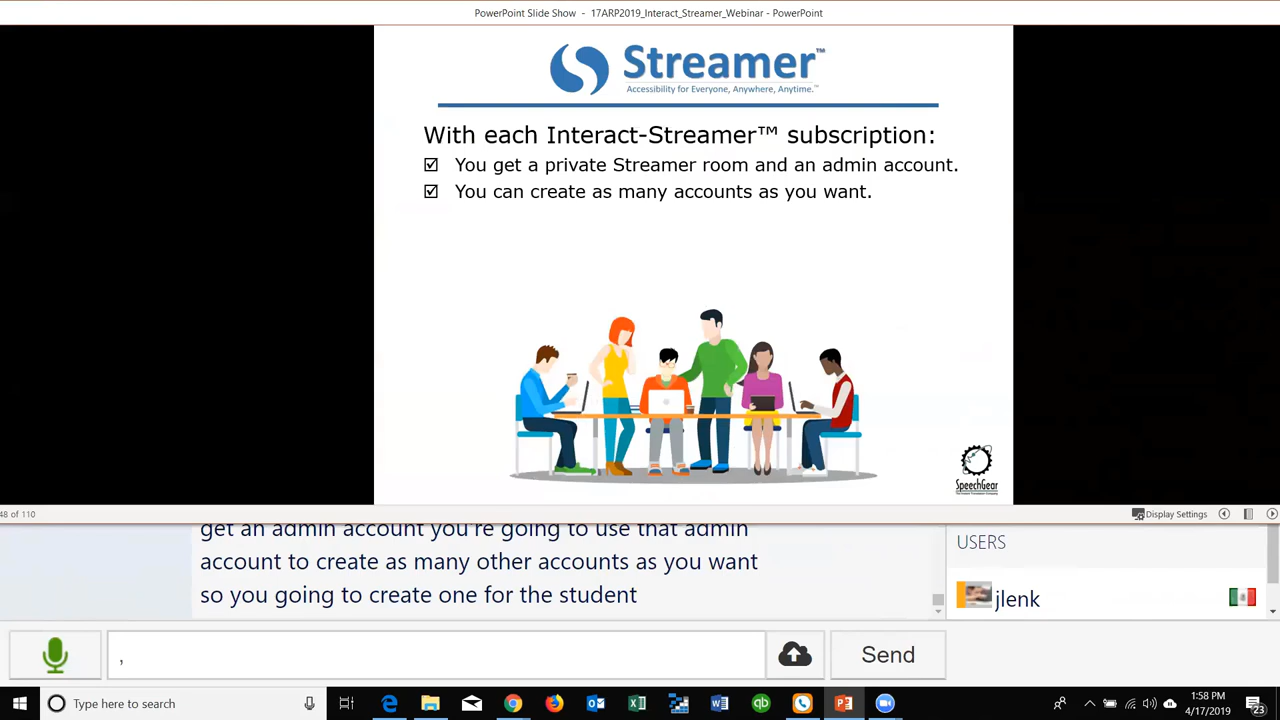 PowerPoint Slide Show - 17ARP2019_Interact_Streamer_Webinar - PowerPoint
Streamer™
Accessibility for Everyone, Anywhere, Anytime.™
With each Interact-Streamer™ subscription:
You get a private Streamer room and an admin account.
You can create as many accounts as you want.
SpeechGear
48 of 110
Display Settings
get an admin account you're going to use that admin
account to create as many other accounts as you want
so you going to create one for the student
USERS
jlenk
,
Send
Type here to search
1:58 PM
4/17/2019
23